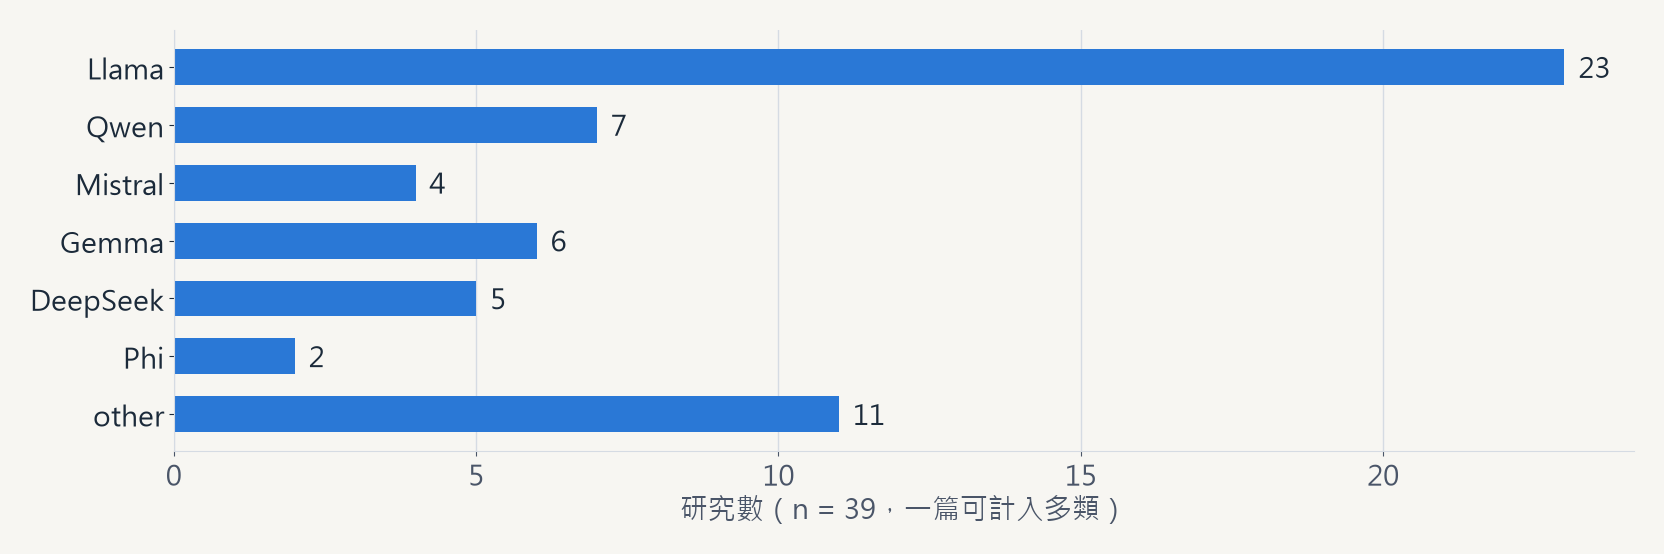 Llama 23
Qwen 7
Mistral 4
Gemma 6
DeepSeek 5
Phi 2
other 11
0 5 10 15 20
研究數（n = 39，一篇可計入多類）